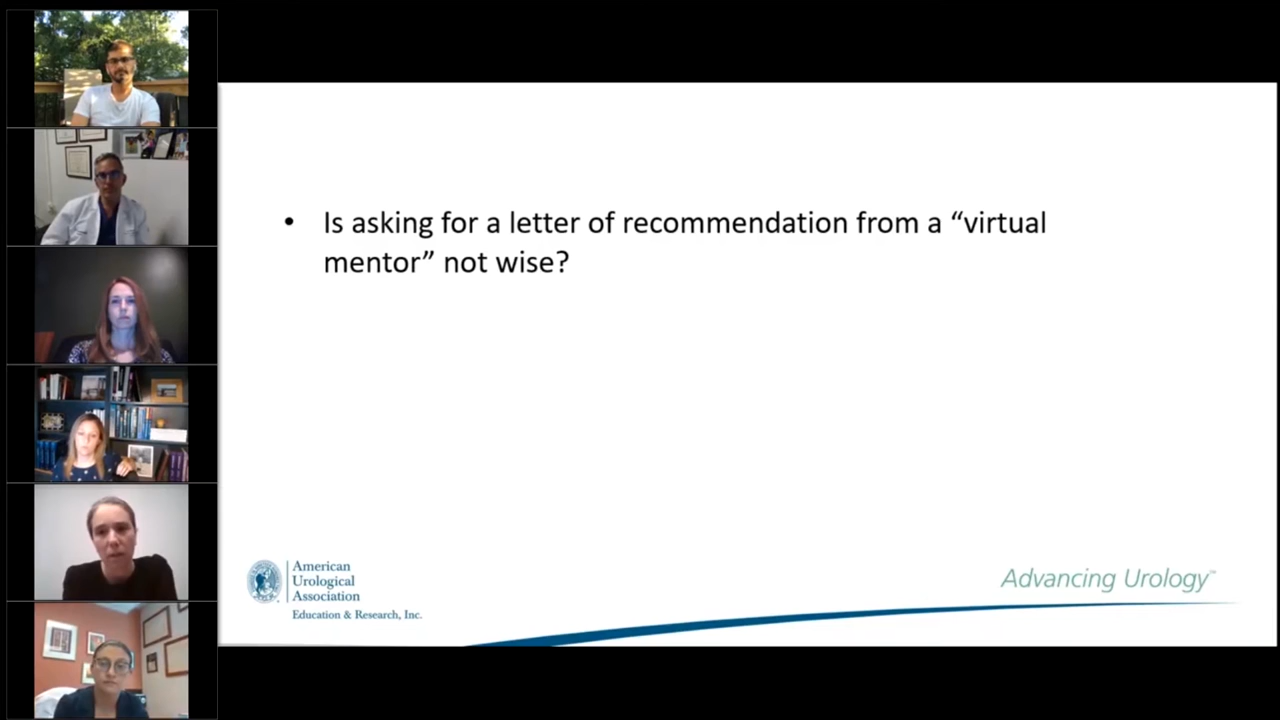 • Is asking for a letter of recommendation from a “virtual
mentor” not wise?
American
Urological
Association
Education & Research, Inc.
Advancing Urology™